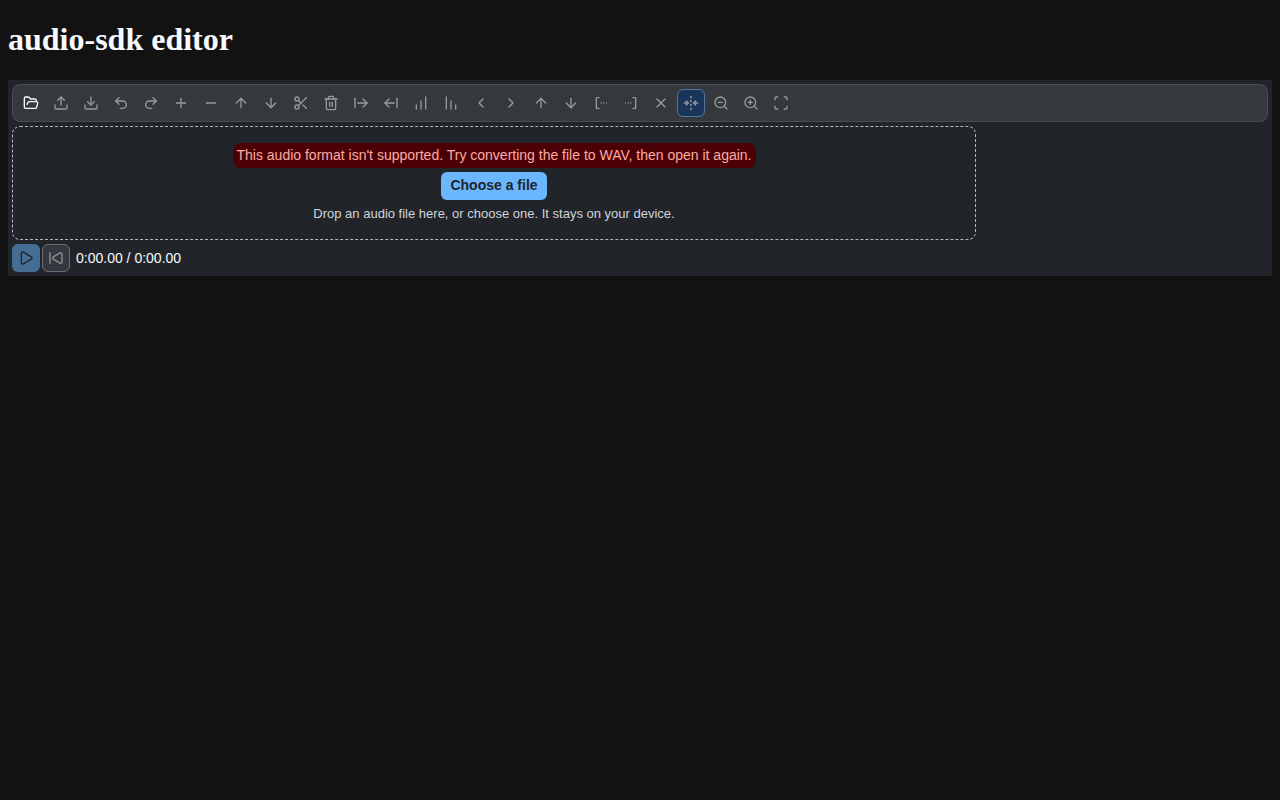 audio-sdk editor
This audio format isn't supported. Try converting the file to WAV, then open it again.
Choose a file
Drop an audio file here, or choose one. It stays on your device.
0:00.00 / 0:00.00